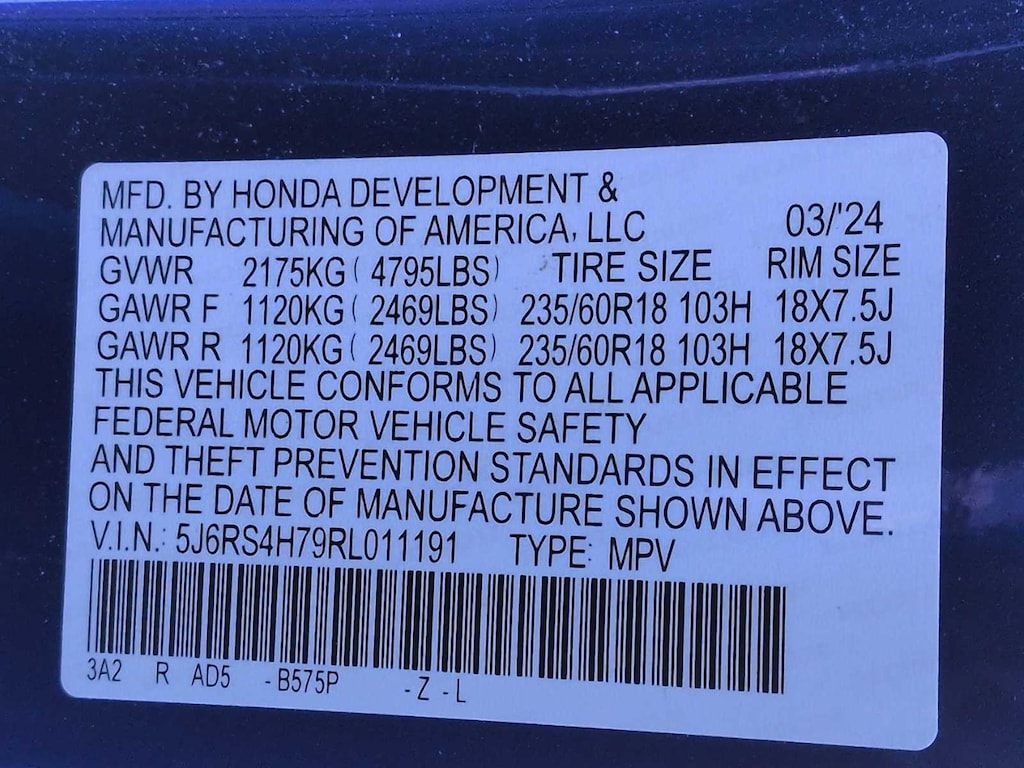 MFD. BY HONDA DEVELOPMENT &
MANUFACTURING OF AMERICA, LLC 03/'24
GVWR 2175KG ( 4795LBS) TIRE SIZE RIM SIZE
GAWR F 1120KG ( 2469LBS) 235/60R18 103H 18X7.5J
GAWR R 1120KG ( 2469LBS) 235/60R18 103H 18X7.5J
THIS VEHICLE CONFORMS TO ALL APPLICABLE
FEDERAL MOTOR VEHICLE SAFETY
AND THEFT PREVENTION STANDARDS IN EFFECT
ON THE DATE OF MANUFACTURE SHOWN ABOVE.
V.I.N.: 5J6RS4H79RL011191 TYPE: MPV
3A2 R AD5 -B575P -Z -L